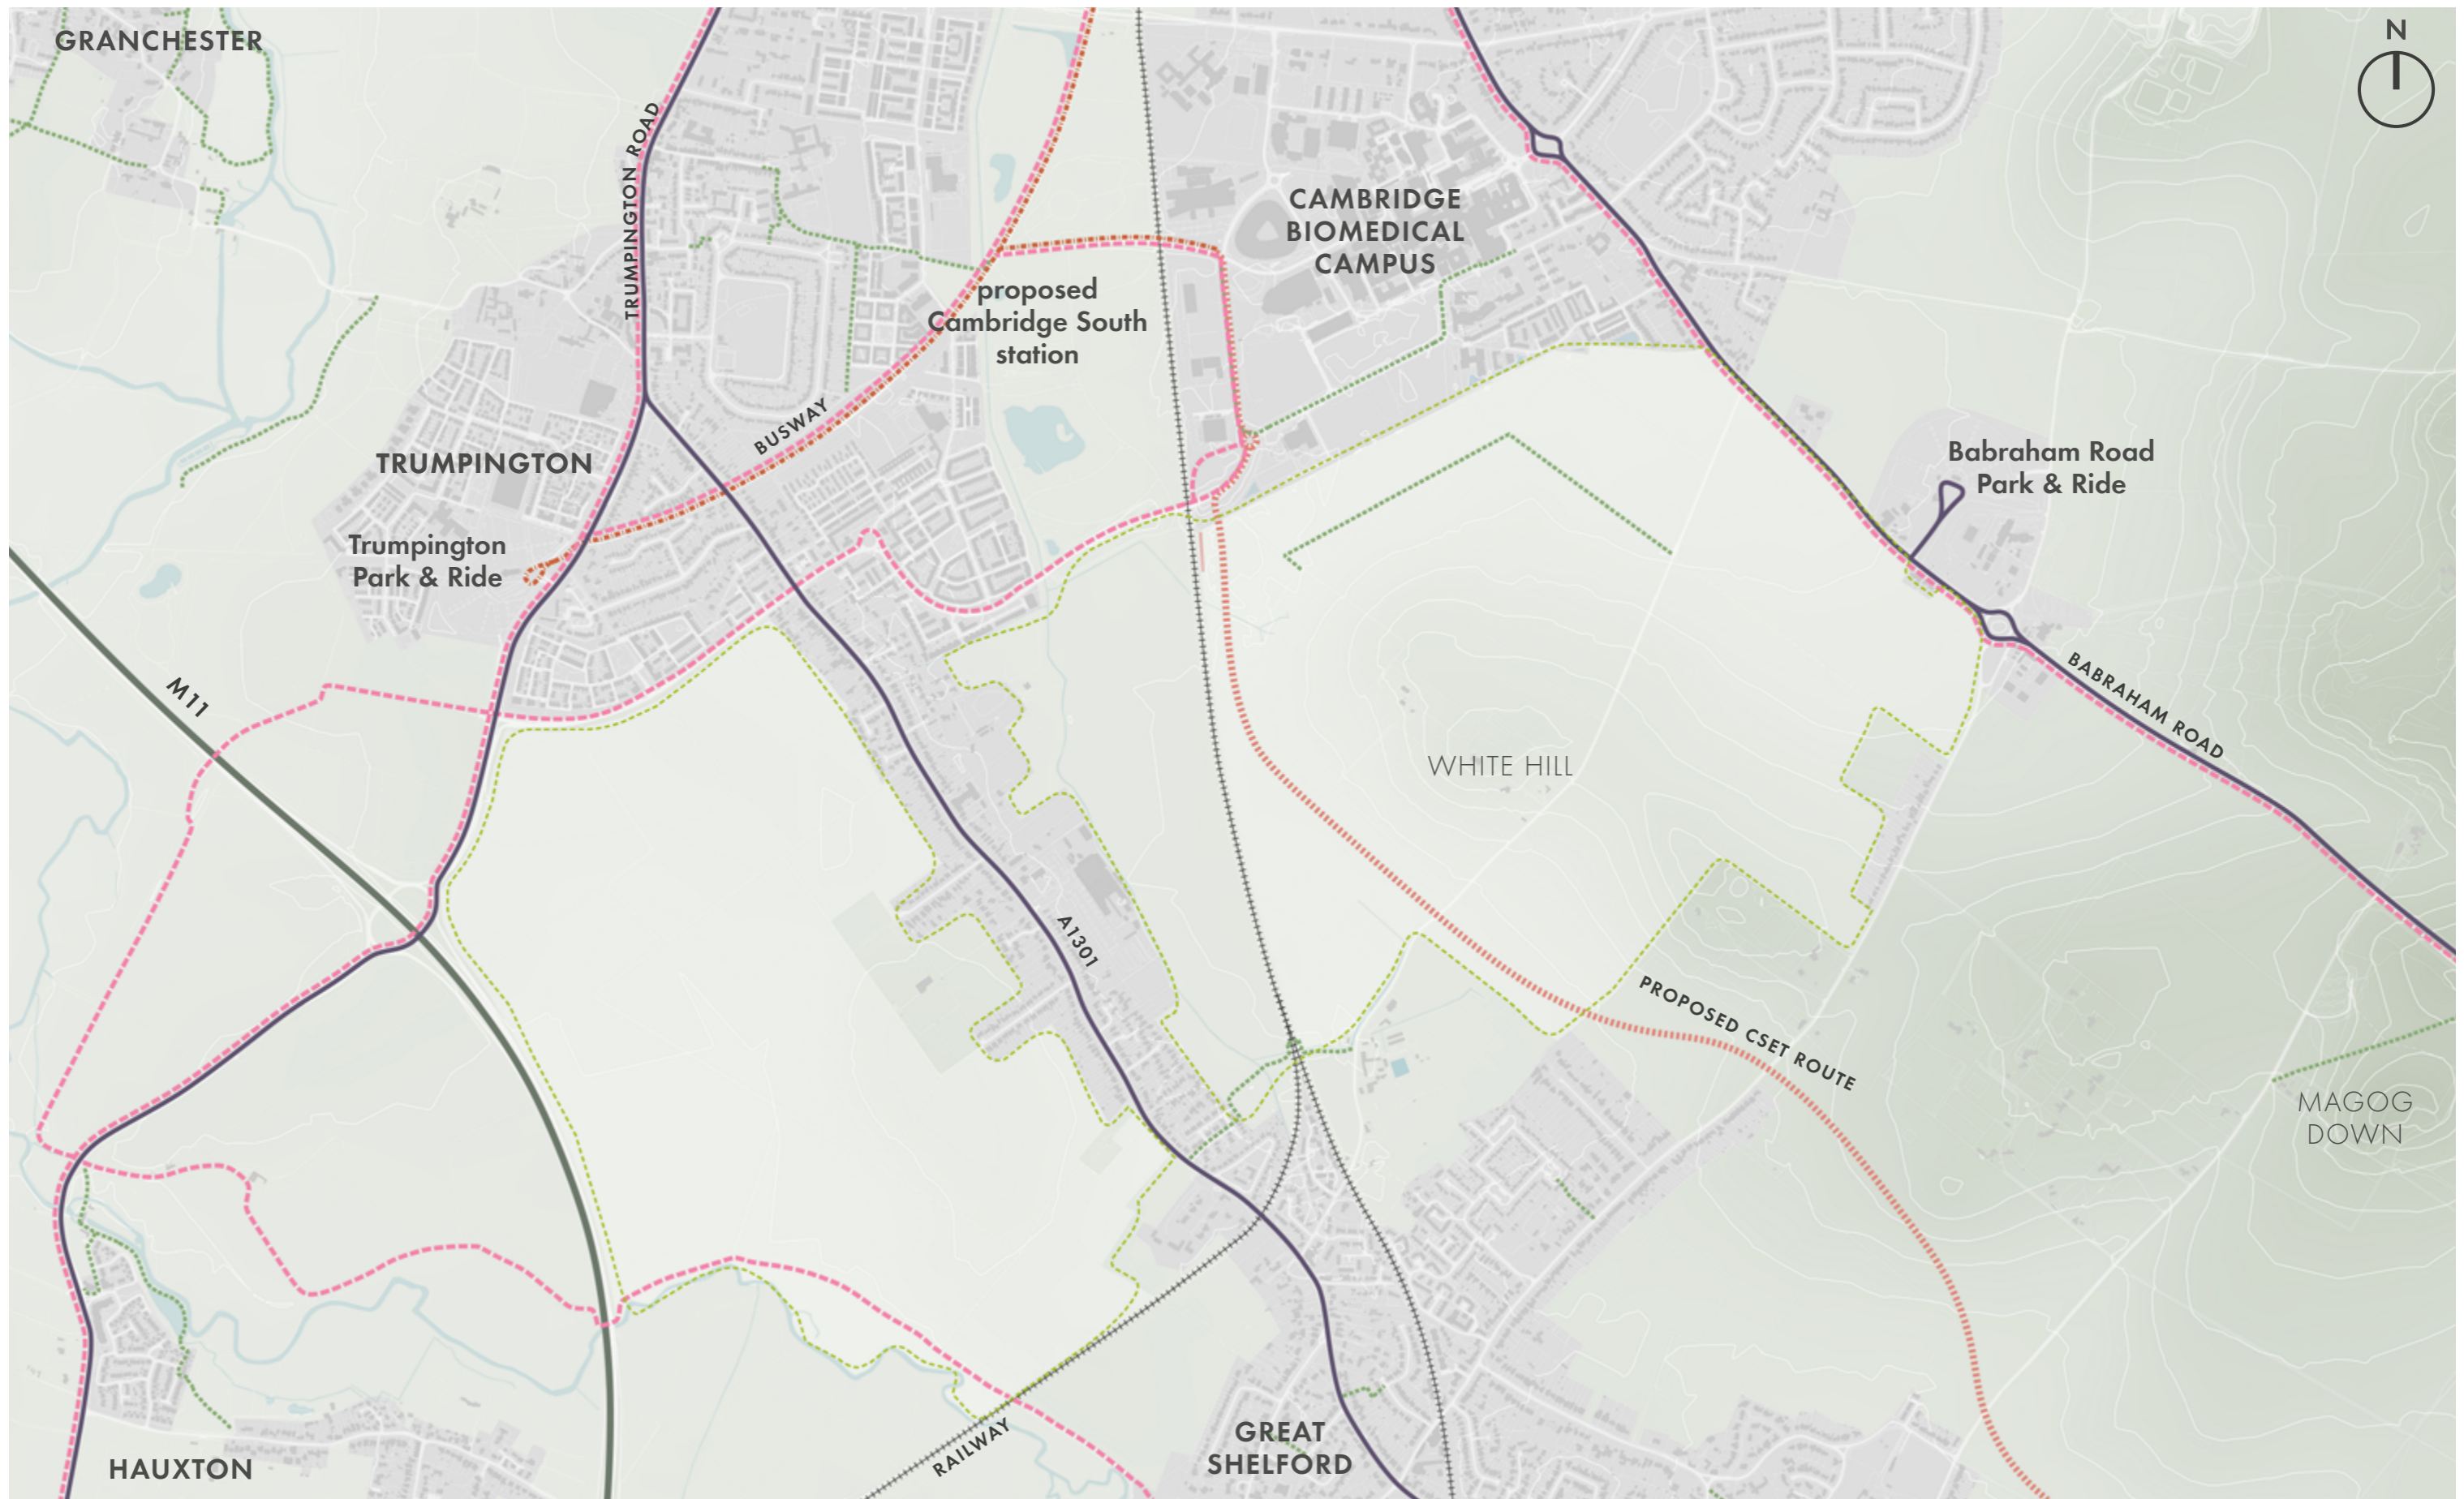 GRANCHESTER
N
TRUMPINGTON ROAD
CAMBRIDGE
BIOMEDICAL
CAMPUS
proposed
Cambridge South
station
BUSWAY
TRUMPINGTON
Babraham Road
Park & Ride
Trumpington
Park & Ride
M11
BABRAHAM ROAD
WHITE HILL
A1301
PROPOSED CSET ROUTE
MAGOG
DOWN
RAILWAY
GREAT
SHELFORD
HAUXTON